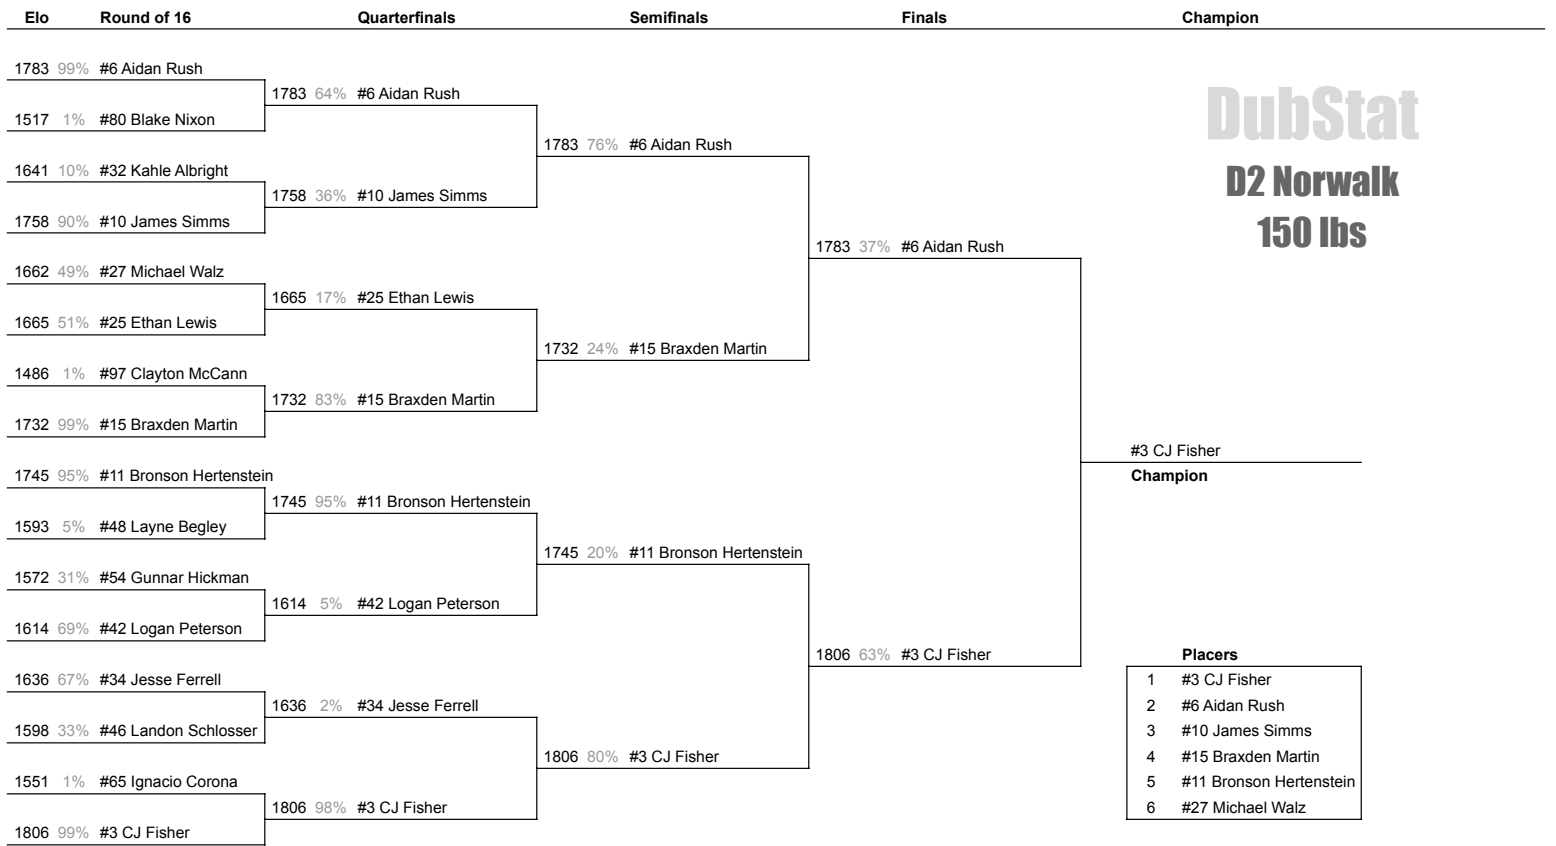 Elo Round of 16 Quarterfinals Semifinals Finals Champion
1783 99% #6 Aidan Rush
1783 64% #6 Aidan Rush
DubStat
1517 1% #80 Blake Nixon
1783 76% #6 Aidan Rush
1641 10% #32 Kahle Albright
D2 Norwalk
1758 36% #10 James Simms
1758 90% #10 James Simms
150 lbs
1783 37% #6 Aidan Rush
1662 49% #27 Michael Walz
1665 17% #25 Ethan Lewis
1665 51% #25 Ethan Lewis
1732 24% #15 Braxden Martin
1486 1% #97 Clayton McCann
1732 83% #15 Braxden Martin
1732 99% #15 Braxden Martin
#3 CJ Fisher
1745 95% #11 Bronson Hertenstein
Champion
1745 95% #11 Bronson Hertenstein
1593 5% #48 Layne Begley
1745 20% #11 Bronson Hertenstein
1572 31% #54 Gunnar Hickman
1614 5% #42 Logan Peterson
1614 69% #42 Logan Peterson
1806 63% #3 CJ Fisher
Placers
1636 67% #34 Jesse Ferrell
1 #3 CJ Fisher
1636 2% #34 Jesse Ferrell
2 #6 Aidan Rush
1598 33% #46 Landon Schlosser
3 #10 James Simms
1806 80% #3 CJ Fisher
4 #15 Braxden Martin
1551 1% #65 Ignacio Corona
5 #11 Bronson Hertenstein
1806 98% #3 CJ Fisher
6 #27 Michael Walz
1806 99% #3 CJ Fisher